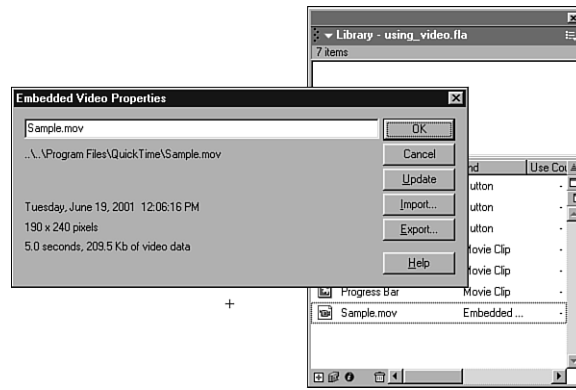 Library - using_video.fla
7 items
Embedded Video Properties
Sample.mov
OK
..\..\Program Files\QuickTime\Sample.mov
Cancel
Update
Tuesday, June 19, 2001 12:06:16 PM
Import...
190 x 240 pixels
Export...
5.0 seconds, 209.5 Kb of video data
Help
nd Use Cou
utton -
utton -
utton -
Movie Clip -
Movie Clip -
Progress Bar Movie Clip -
Sample.mov Embedded ... -